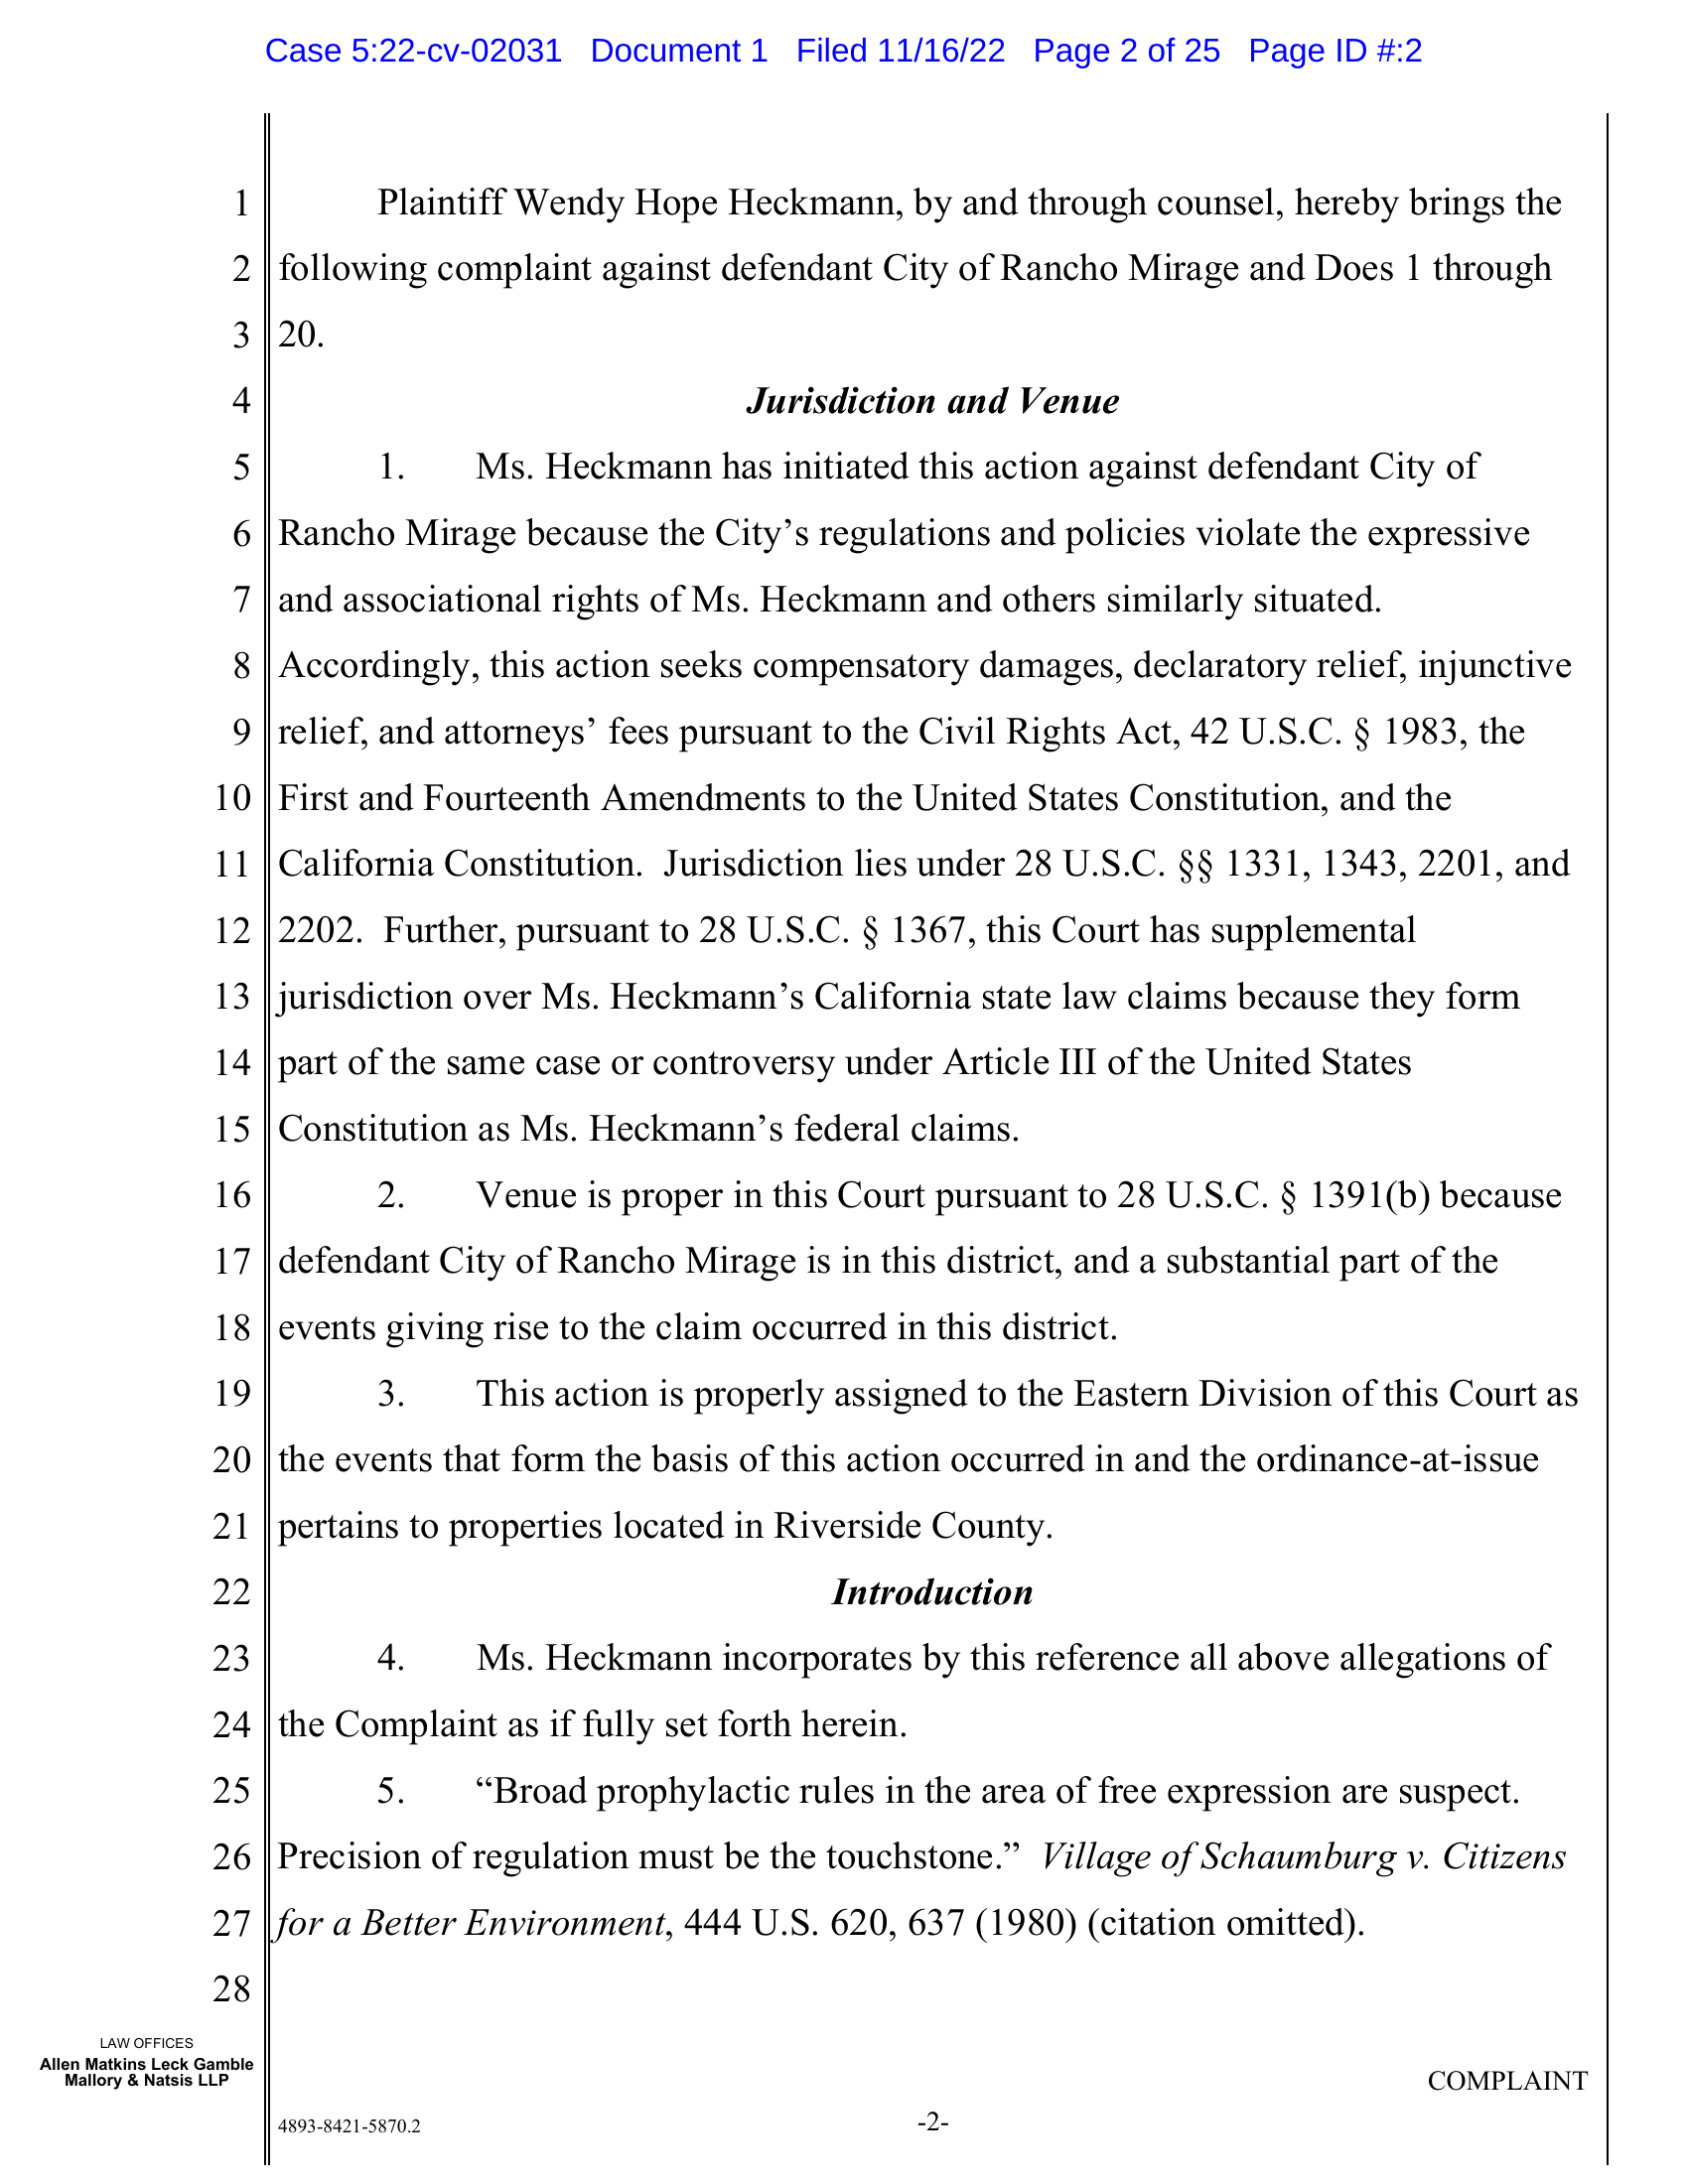 Case 5:22-cv-02031 Document 1 Filed 11/16/22 Page 2 of 25 Page ID #:2
1 Plaintiff Wendy Hope Heckmann, by and through counsel, hereby brings the
2 following complaint against defendant City of Rancho Mirage and Does 1 through
3 20.
4 Jurisdiction and Venue
5 1. Ms. Heckmann has initiated this action against defendant City of
6 Rancho Mirage because the City’s regulations and policies violate the expressive
7 and associational rights of Ms. Heckmann and others similarly situated.
8 Accordingly, this action seeks compensatory damages, declaratory relief, injunctive
9 relief, and attorneys’ fees pursuant to the Civil Rights Act, 42 U.S.C. § 1983, the
10 First and Fourteenth Amendments to the United States Constitution, and the
11 California Constitution. Jurisdiction lies under 28 U.S.C. §§ 1331, 1343, 2201, and
12 2202. Further, pursuant to 28 U.S.C. § 1367, this Court has supplemental
13 jurisdiction over Ms. Heckmann’s California state law claims because they form
14 part of the same case or controversy under Article III of the United States
15 Constitution as Ms. Heckmann’s federal claims.
16 2. Venue is proper in this Court pursuant to 28 U.S.C. § 1391(b) because
17 defendant City of Rancho Mirage is in this district, and a substantial part of the
18 events giving rise to the claim occurred in this district.
19 3. This action is properly assigned to the Eastern Division of this Court as
20 the events that form the basis of this action occurred in and the ordinance-at-issue
21 pertains to properties located in Riverside County.
22 Introduction
23 4. Ms. Heckmann incorporates by this reference all above allegations of
24 the Complaint as if fully set forth herein.
25 5. “Broad prophylactic rules in the area of free expression are suspect.
26 Precision of regulation must be the touchstone.” Village of Schaumburg v. Citizens
27 for a Better Environment, 444 U.S. 620, 637 (1980) (citation omitted).
28
LAW OFFICES
Allen Matkins Leck Gamble
Mallory & Natsis LLP
COMPLAINT
4893-8421-5870.2 -2-